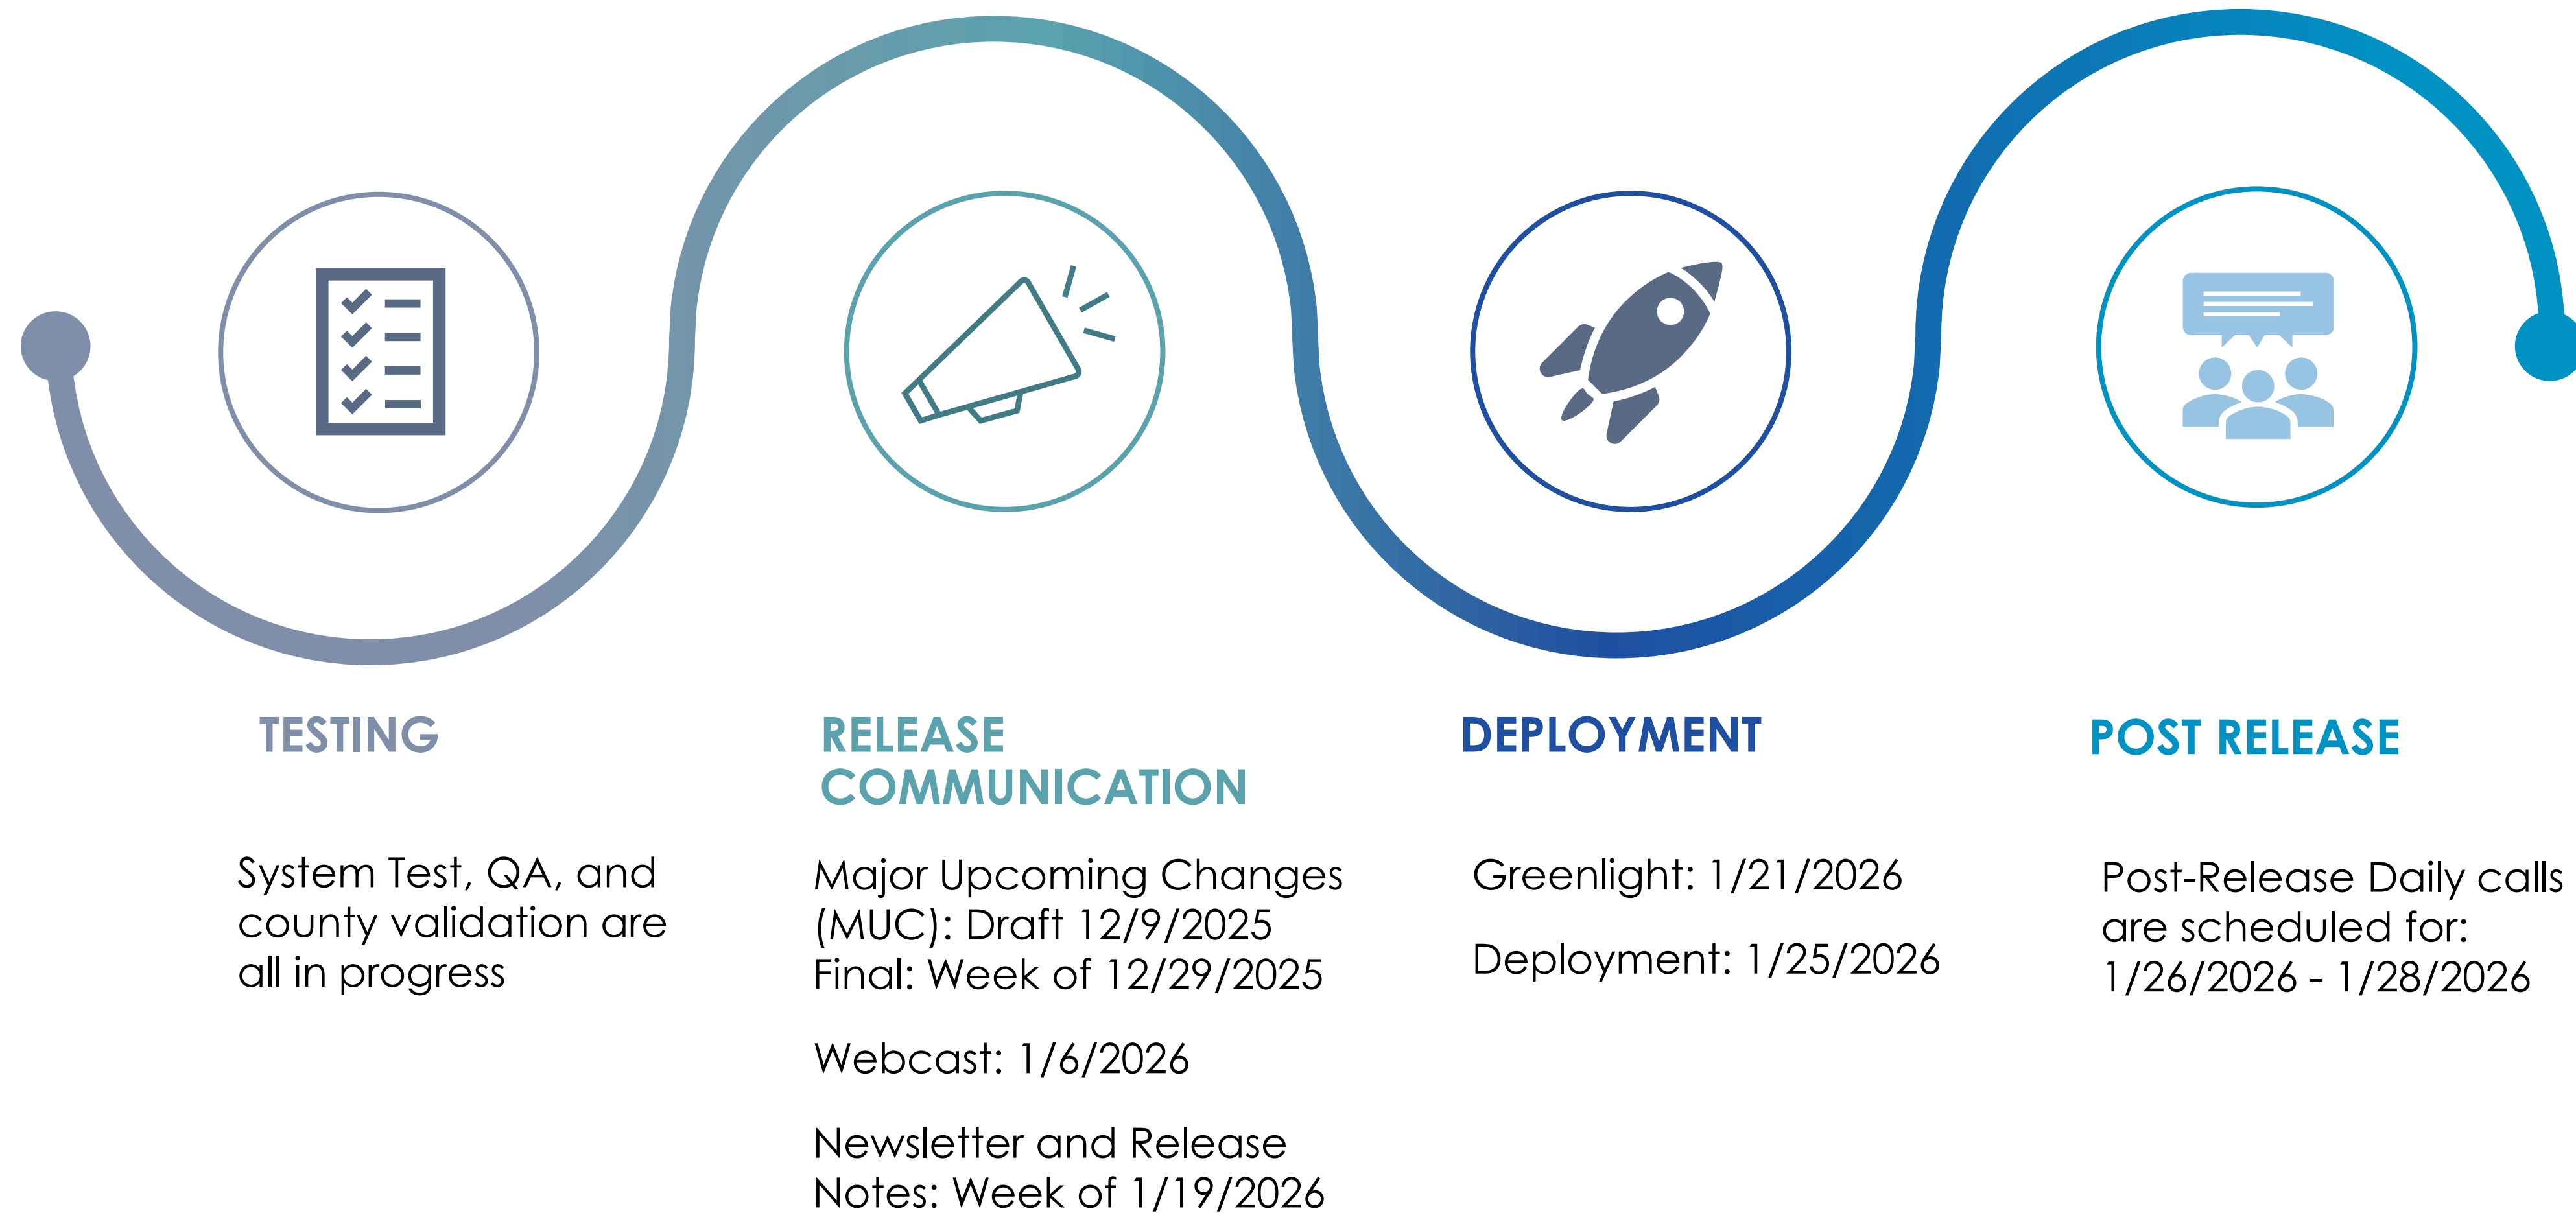 TESTING
System Test, QA, and
county validation are
all in progress
RELEASE
COMMUNICATION
Major Upcoming Changes
(MUC): Draft 12/9/2025
Final: Week of 12/29/2025
Webcast: 1/6/2026
Newsletter and Release
Notes: Week of 1/19/2026
DEPLOYMENT
Greenlight: 1/21/2026
Deployment: 1/25/2026
POST RELEASE
Post-Release Daily calls
are scheduled for:
1/26/2026 - 1/28/2026